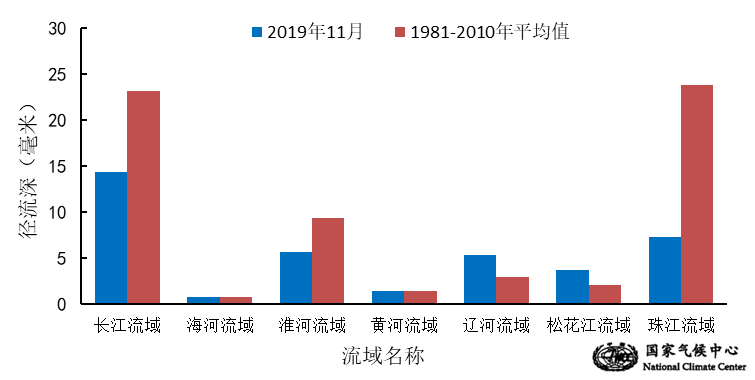 2019年11月
1981-2010年平均值
30
25
20
15
10
5
0
径流深（毫米）
长江流域
海河流域
淮河流域
黄河流域
辽河流域
松花江流域
珠江流域
流域名称
国家气候中心
National Climate Center